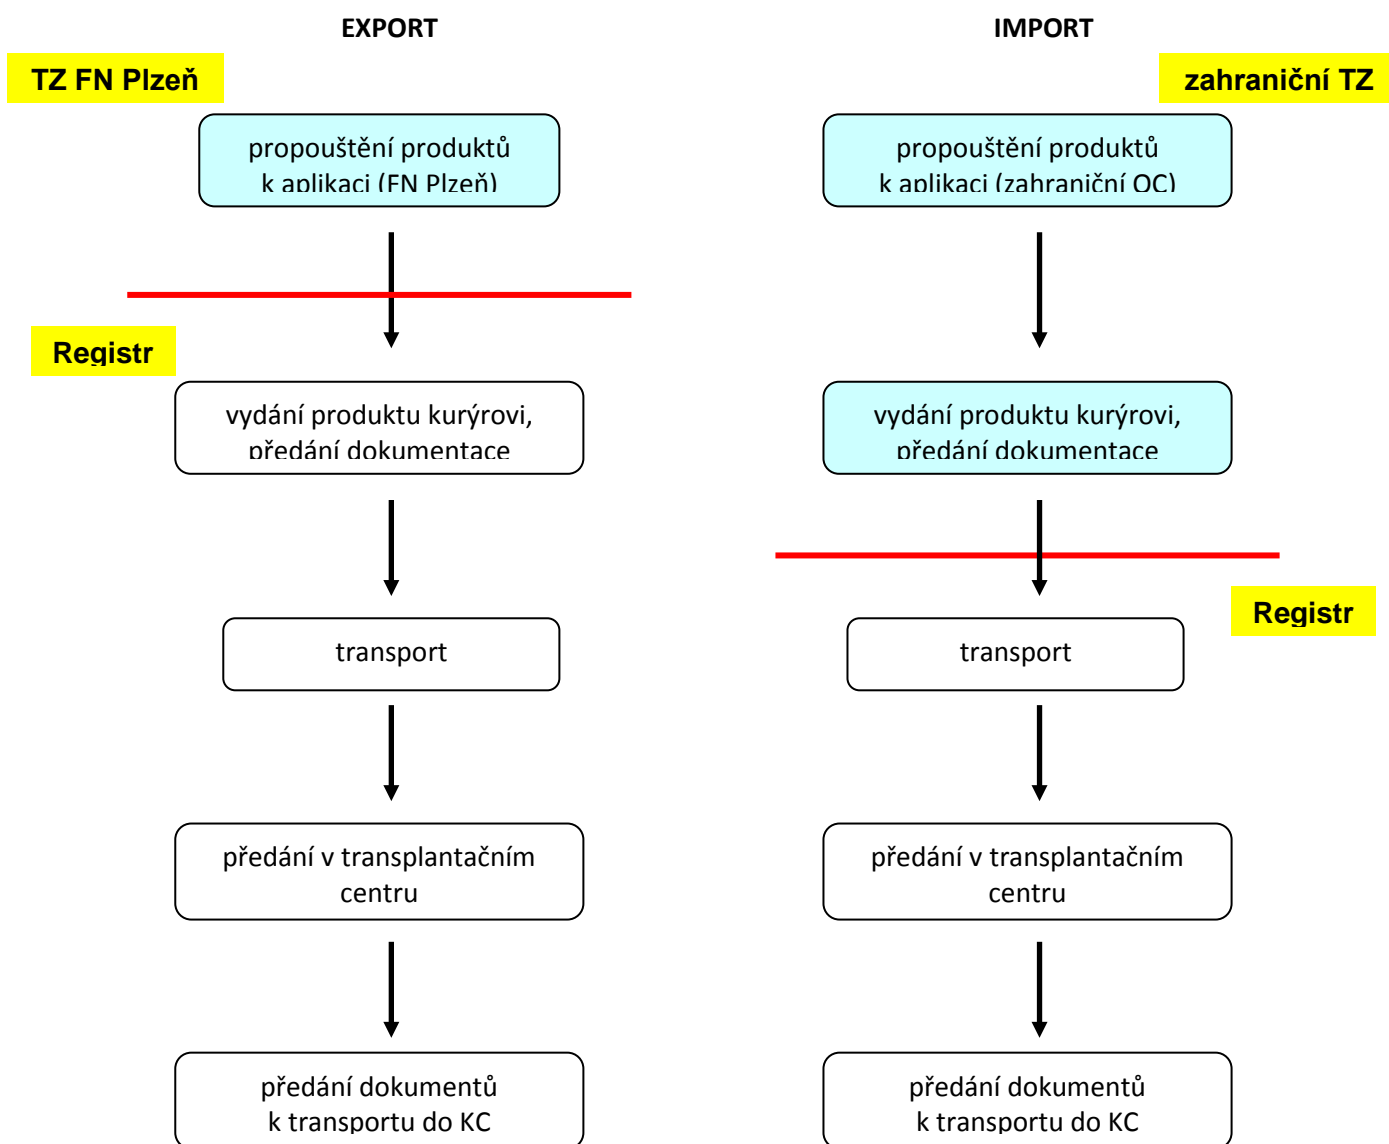 EXPORT
TZ FN Plzeň
propouštění produktů
k aplikaci (FN Plzeň)
Registr
vydání produktu kurýrovi,
předání dokumentace
transport
předání v transplantačním
centru
předání dokumentů
k transportu do KC
IMPORT
zahraniční TZ
propouštění produktů
k aplikaci (zahraniční OC)
vydání produktu kurýrovi,
předání dokumentace
Registr
transport
předání v transplantačním
centru
předání dokumentů
k transportu do KC